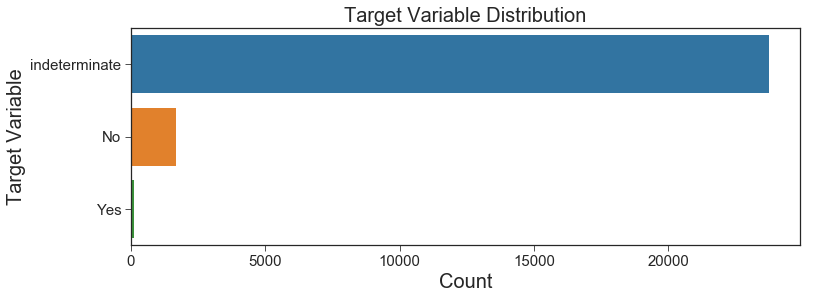 Target Variable Distribution
Target Variable
indeterminate
No
Yes
0 5000 10000 15000 20000
Count